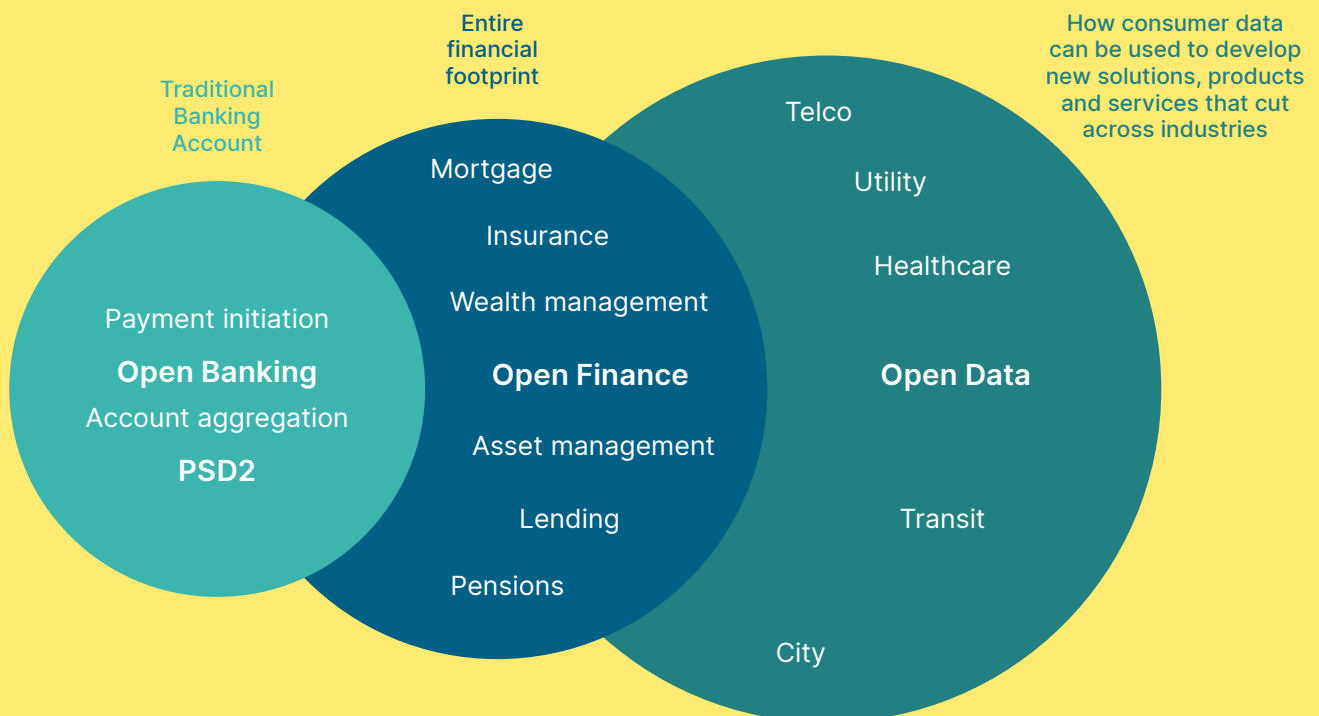 Traditional
Banking
Account
Payment initiation
Open Banking
Account aggregation
PSD2
Entire
financial
footprint
Mortgage
Insurance
Wealth management
Open Finance
Asset management
Lending
Pensions
How consumer data
can be used to develop
new solutions, products
and services that cut
across industries
Telco
Utility
Healthcare
Open Data
Transit
City